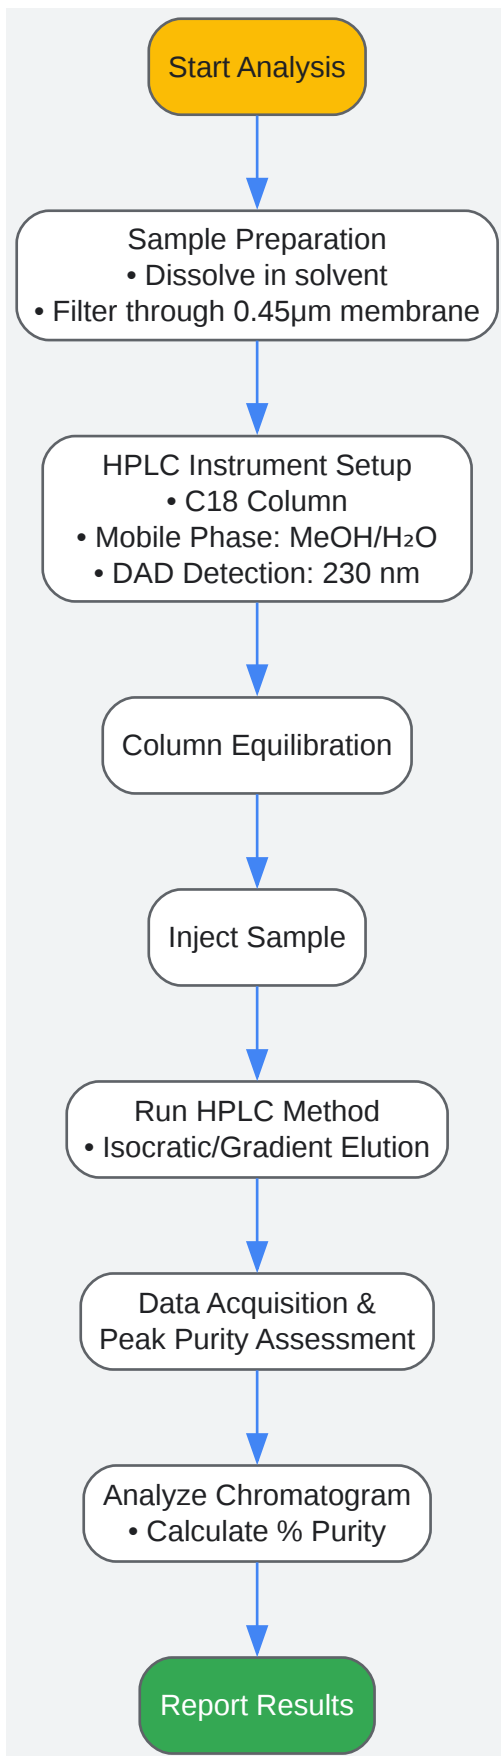 Start Analysis
Sample Preparation
• Dissolve in solvent
• Filter through 0.45μm membrane
HPLC Instrument Setup
• C18 Column
• Mobile Phase: MeOH/H₂O
• DAD Detection: 230 nm
Column Equilibration
Inject Sample
Run HPLC Method
• Isocratic/Gradient Elution
Data Acquisition &
Peak Purity Assessment
Analyze Chromatogram
• Calculate % Purity
Report Results